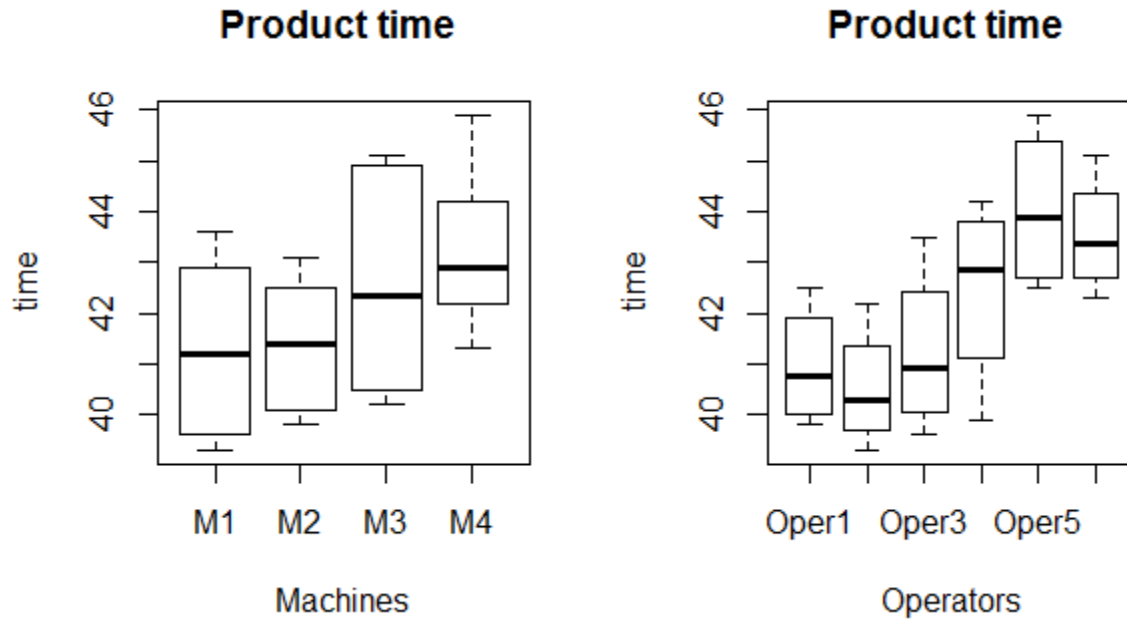 Product time
46
44
42
40
time
M1 M2 M3 M4
Machines
Product time
46
44
42
40
time
Oper1 Oper3 Oper5
Operators